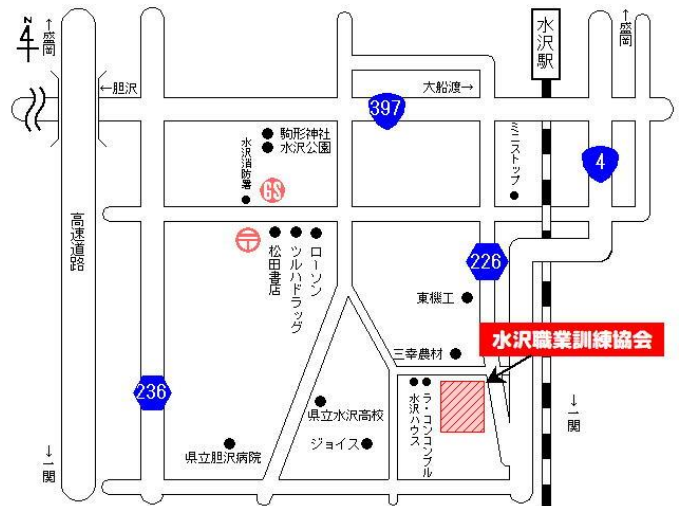 N
↑盛岡
水沢駅
↑盛岡
←胆沢
大船渡→
397
駒形神社
水沢公園
水沢消防署
GS
ミニストップ
4
高速道路
〒
松田書店
ツルハドラッグ
ローソン
226
東機工
水沢職業訓練協会
三幸農材
236
県立水沢高校
水沢ハウス
ラ・コンコンブル
県立胆沢病院
ジョイス
→一関
→一関